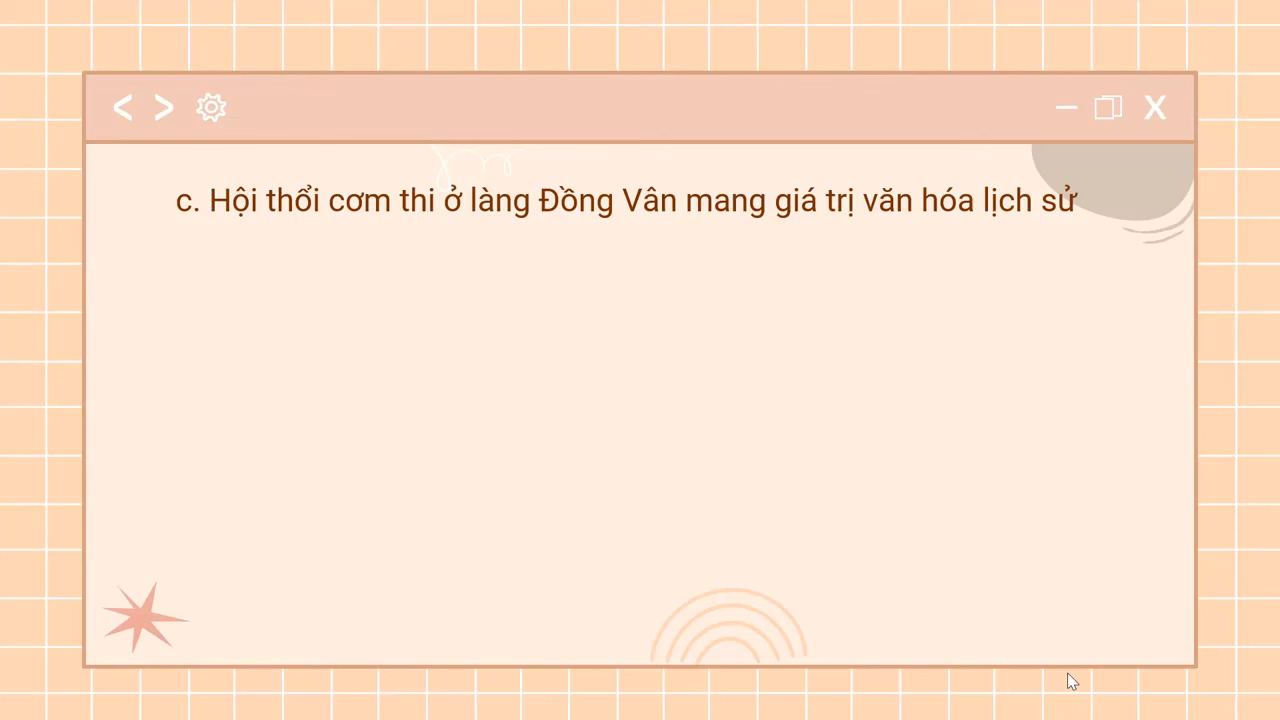 c. Hội thổi cơm thi ở làng Đồng Vân mang giá trị văn hóa lịch sử